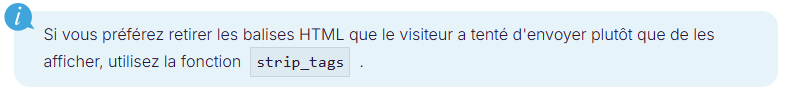 Si vous préférez retirer les balises HTML que le visiteur a tenté d'envoyer plutôt que de les
afficher, utilisez la fonction strip_tags .